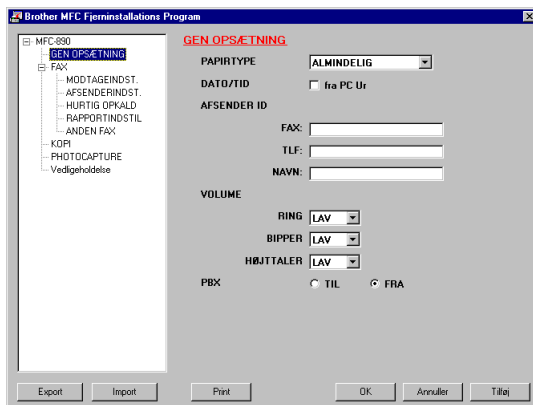 Brother MFC Fjerninstallations Program
MFC-890
GEN OPSÆTNING
FAX
MODTAGEINDST.
AFSENDERINDST.
HURTIG OPKALD
RAPPORTINDSTIL
ANDEN FAX
KOPI
PHOTOCAPTURE
Vedligeholdelse
GEN OPSÆTNING
PAPIRTYPE ALMINDELIG
DATO/TID fra PC Ur
AFSENDER ID
FAX:
TLF:
NAVN:
VOLUME
RING LAV
BIPPER LAV
HØJTTALER LAV
PBX TIL FRA
Export Import Print OK Annuller Tilføj